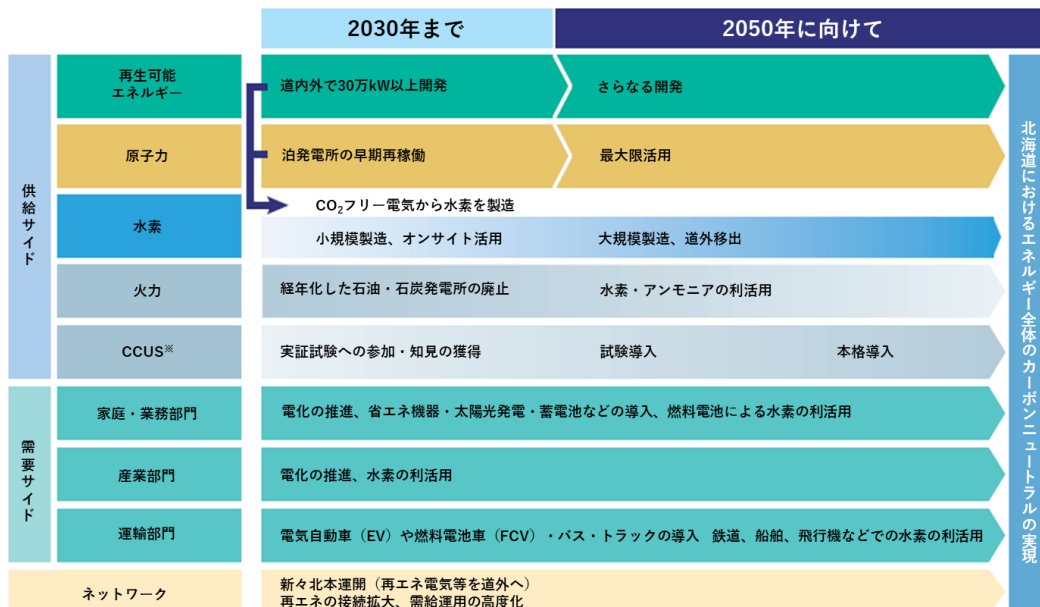 2030年まで
2050年に向けて
供給サイド
再生可能
エネルギー
道内外で30万kW以上開発
さらなる開発
原子力
泊発電所の早期再稼働
最大限活用
水素
CO₂フリー電気から水素を製造
小規模製造、オンサイト活用
大規模製造、道外移出
火力
経年化した石油・石炭発電所の廃止
水素・アンモニアの利活用
CCUS※
実証試験への参加・知見の獲得
試験導入
本格導入
需要サイド
家庭・業務部門
電化の推進、省エネ機器・太陽光発電・蓄電池などの導入、燃料電池による水素の利活用
産業部門
電化の推進、水素の利活用
運輸部門
電気自動車（EV）や燃料電池車（FCV）・バス・トラックの導入　鉄道、船舶、飛行機などでの水素の利活用
ネットワーク
新々北本運開（再エネ電気等を道外へ）
再エネの接続拡大、需給運用の高度化
北海道におけるエネルギー全体のカーボンニュートラルの実現